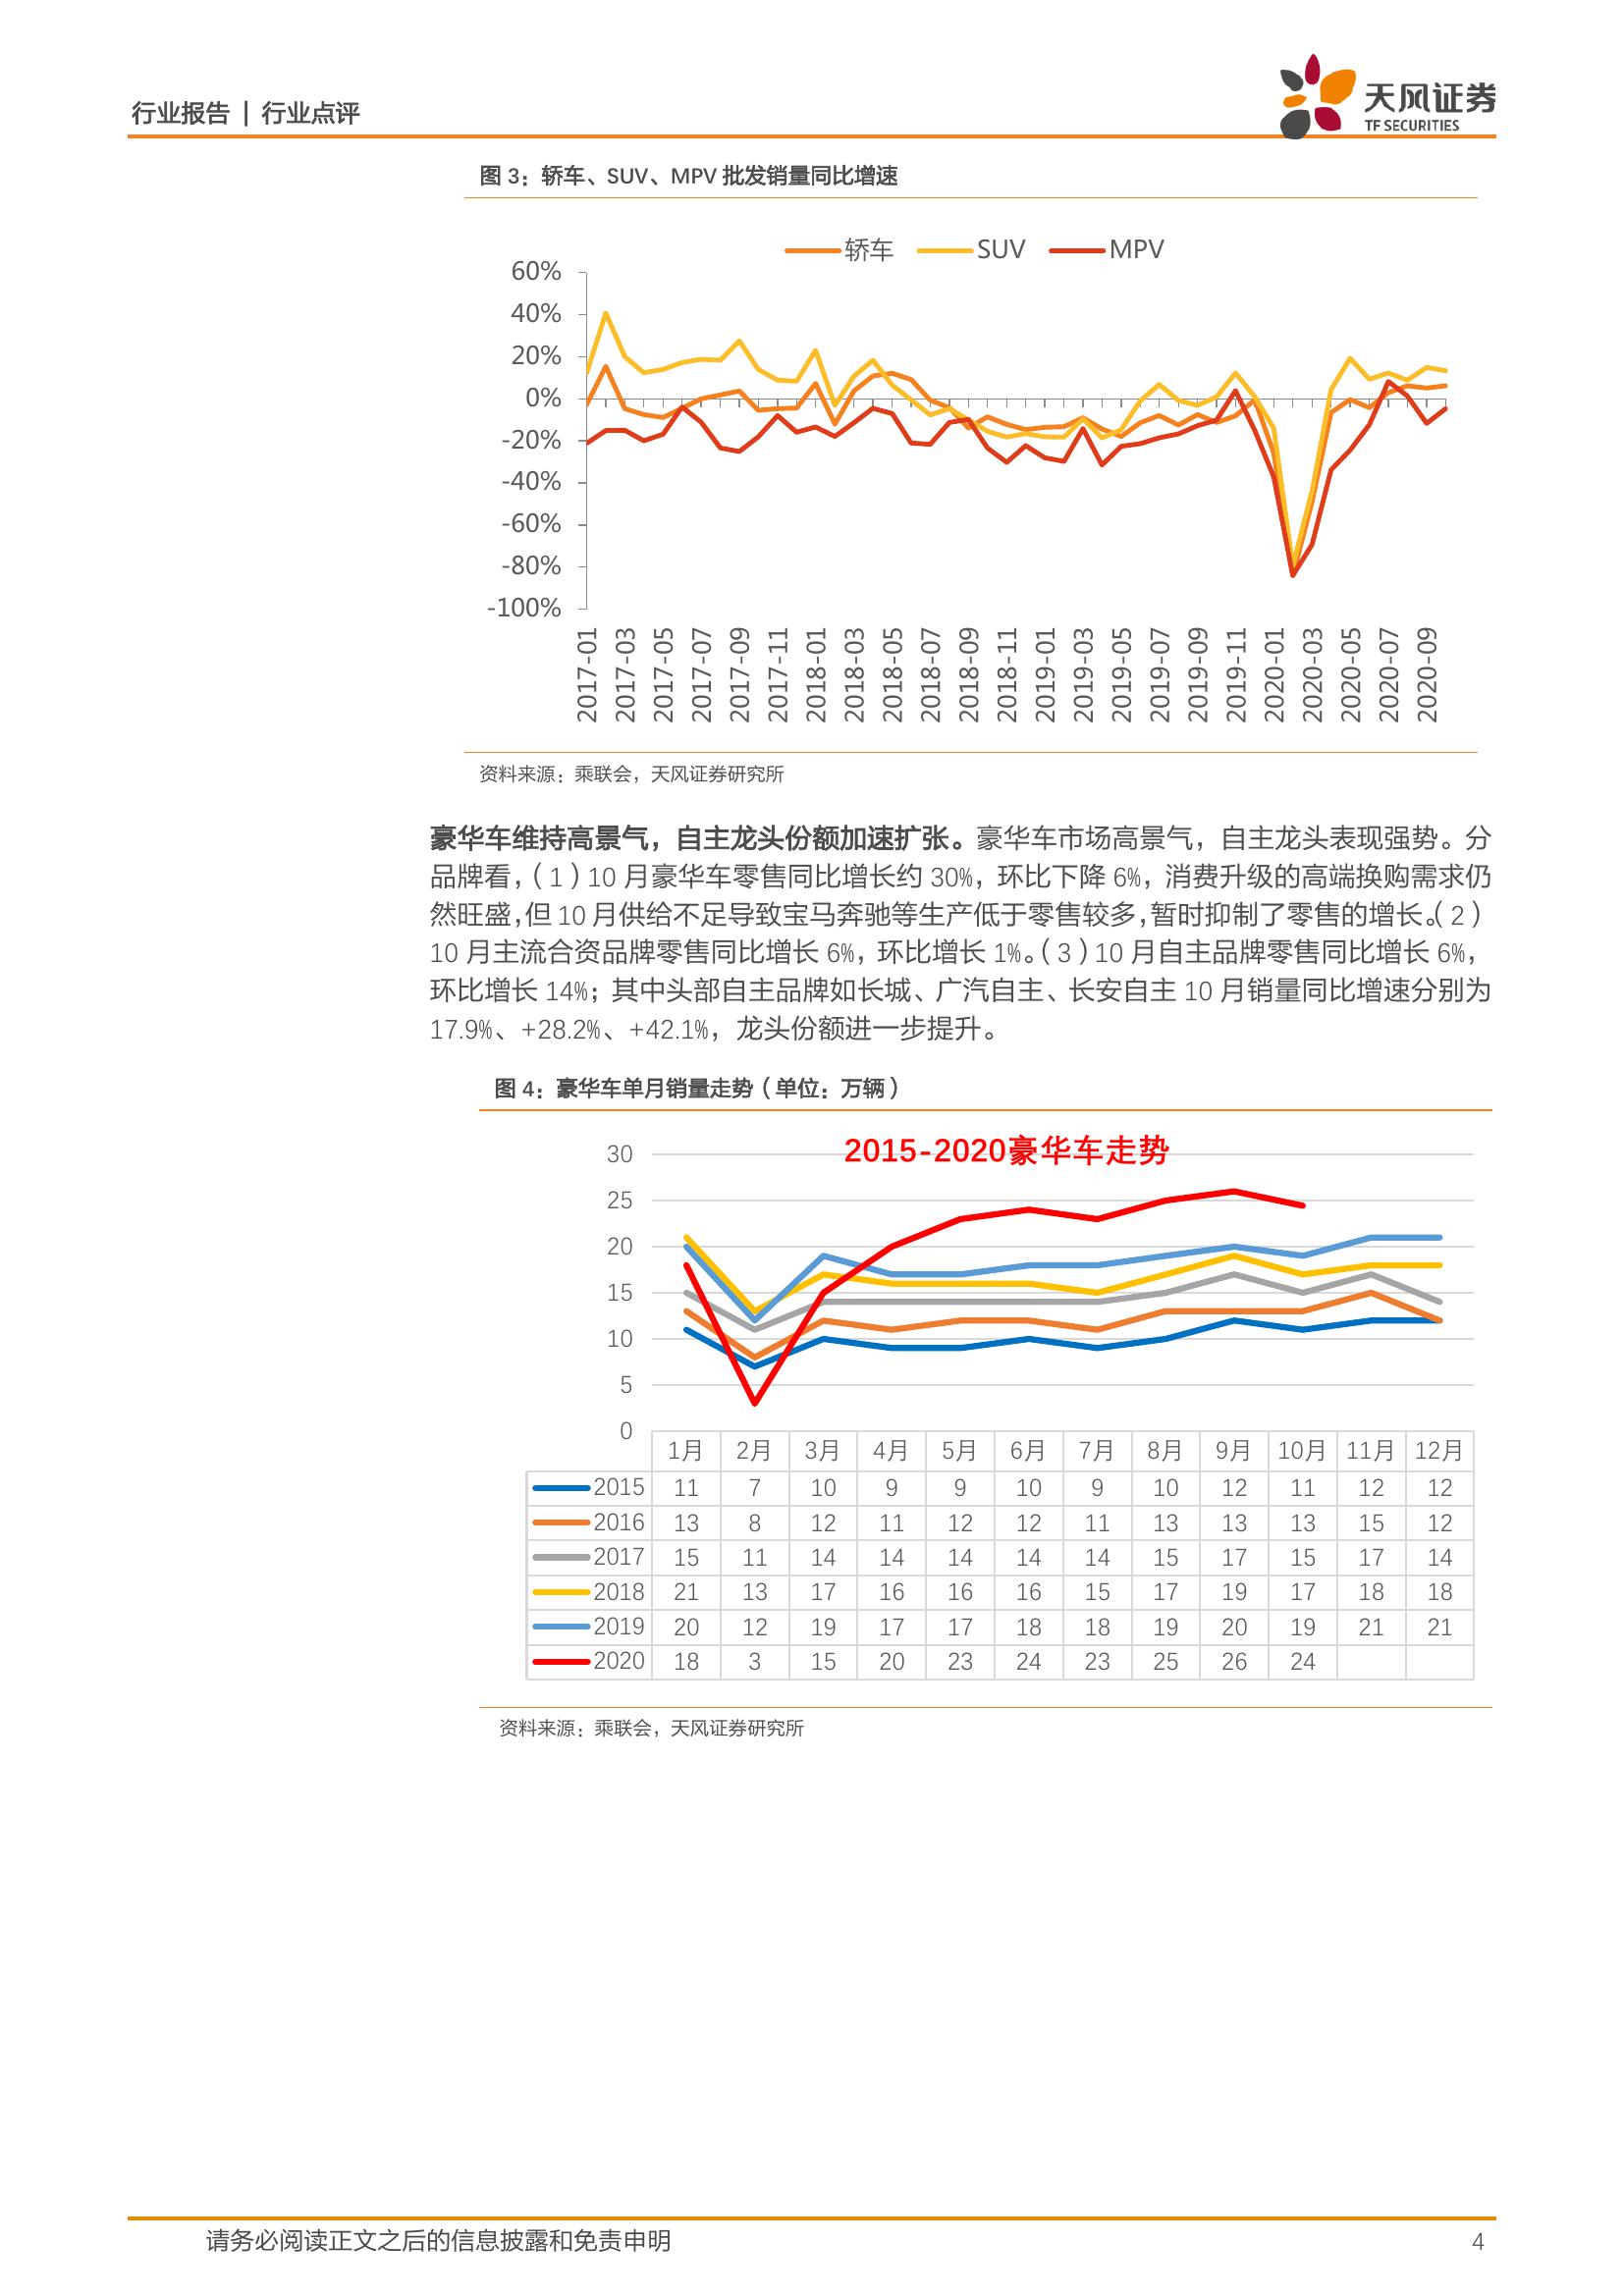 行业报告 | 行业点评
天风证券
TF SECURITIES
图 3：轿车、SUV、MPV 批发销量同比增速
轿车 SUV MPV
60%
40%
20%
0%
-20%
-40%
-60%
-80%
-100%
2017-01 2017-03 2017-05 2017-07 2017-09 2017-11 2018-01 2018-03 2018-05 2018-07 2018-09 2018-11 2019-01 2019-03 2019-05 2019-07 2019-09 2019-11 2020-01 2020-03 2020-05 2020-07 2020-09
资料来源：乘联会，天风证券研究所
豪华车维持高景气，自主龙头份额加速扩张。豪华车市场高景气，自主龙头表现强势。分
品牌看，（1）10 月豪华车零售同比增长约 30%，环比下降 6%，消费升级的高端换购需求仍
然旺盛，但 10 月供给不足导致宝马奔驰等生产低于零售较多，暂时抑制了零售的增长。（2）
10 月主流合资品牌零售同比增长 6%，环比增长 1%。（3）10 月自主品牌零售同比增长 6%，
环比增长 14%；其中头部自主品牌如长城、广汽自主、长安自主 10 月销量同比增速分别为
17.9%、+28.2%、+42.1%，龙头份额进一步提升。
图 4：豪华车单月销量走势（单位：万辆）
2015-2020豪华车走势
30
25
20
15
10
5
0
1月 2月 3月 4月 5月 6月 7月 8月 9月 10月 11月 12月
2015 11 7 10 9 9 10 9 10 12 11 12 12
2016 13 8 12 11 12 12 11 13 13 13 15 12
2017 15 11 14 14 14 14 14 15 17 15 17 14
2018 21 13 17 16 16 16 15 17 19 17 18 18
2019 20 12 19 17 17 18 18 19 20 19 21 21
2020 18 3 15 20 23 24 23 25 26 24
资料来源：乘联会，天风证券研究所
请务必阅读正文之后的信息披露和免责申明 4